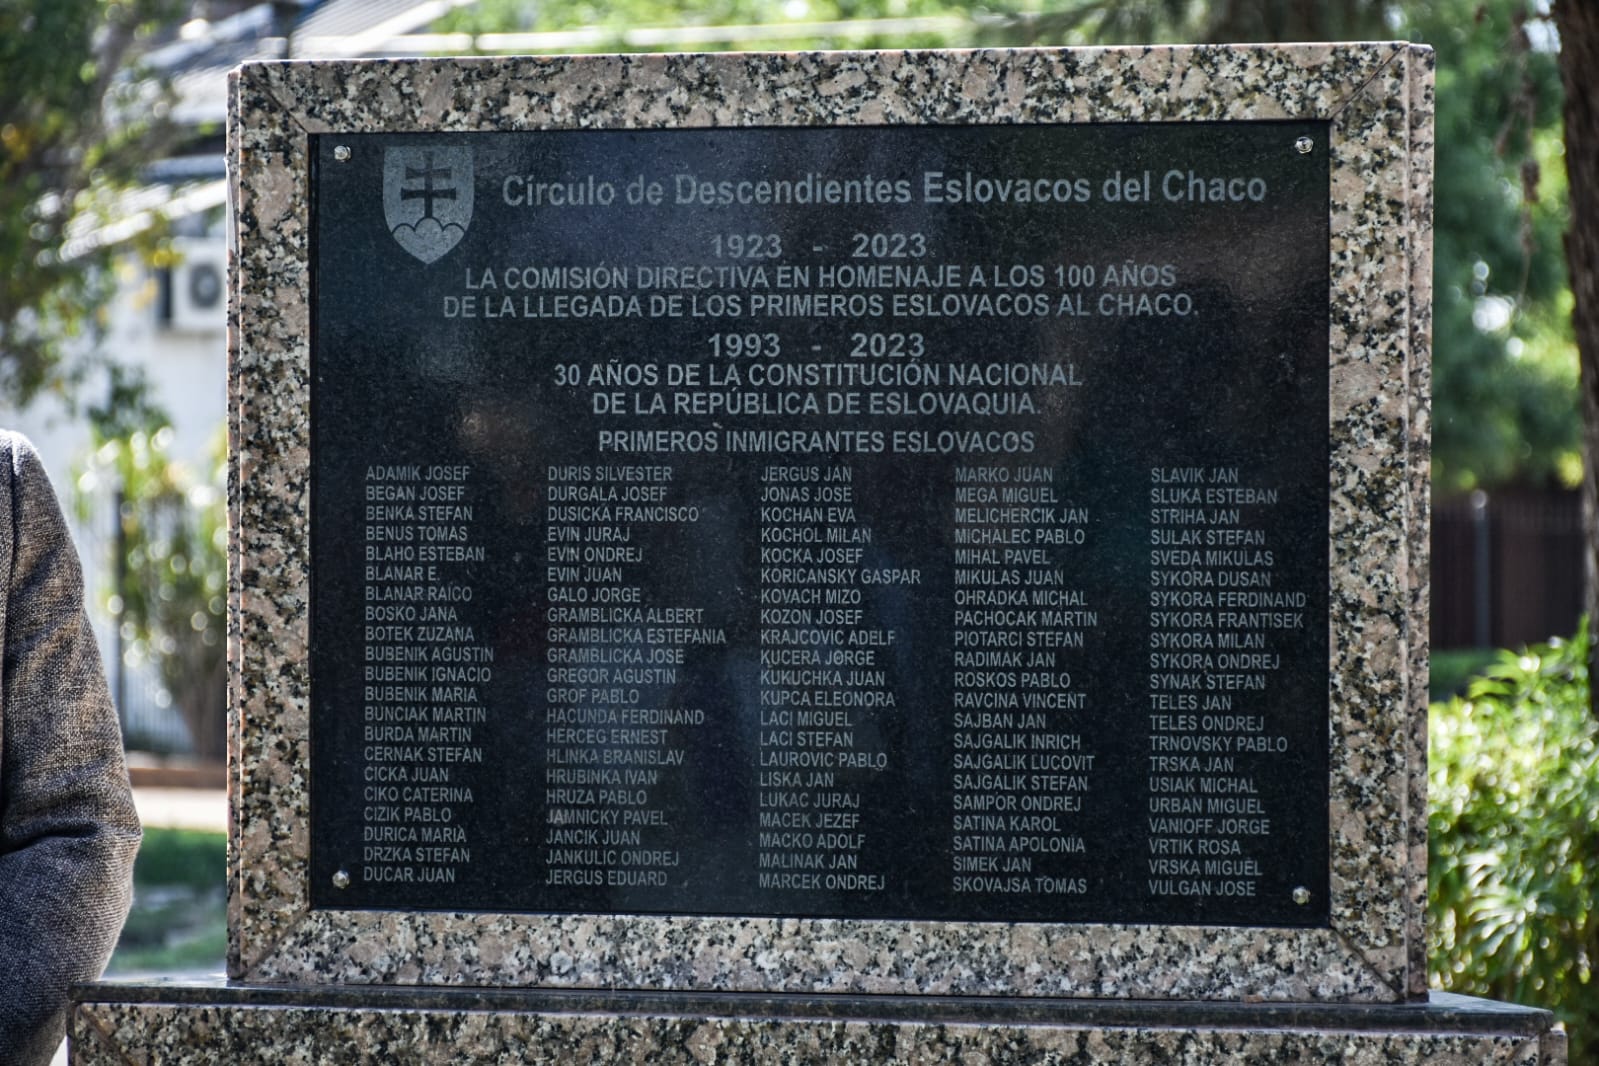 Círculo de Descendientes Eslovacos del Chaco
1923 - 2023
LA COMISIÓN DIRECTIVA EN HOMENAJE A LOS 100 AÑOS
DE LA LLEGADA DE LOS PRIMEROS ESLOVACOS AL CHACO.
1993 - 2023
30 AÑOS DE LA CONSTITUCIÓN NACIONAL
DE LA REPÚBLICA DE ESLOVAQUIA.
PRIMEROS INMIGRANTES ESLOVACOS
ADAMIK JOSEF
BEGAN JOSEF
BENKA STEFAN
BENUS TOMAS
BLAHO ESTEBAN
BLANAR E.
BLANAR RAICO
BOSKO JANA
BOTEK ZUZANA
BUBENIK AGUSTIN
BUBENIK IGNACIO
BUBENIK MARIA
BUNCIAK MARTIN
BURDA MARTIN
CERNAK STEFAN
CICKA JUAN
CIKO CATERINA
CIZIK PABLO
DURICA MARIA
DRZKA STEFAN
DUCAR JUAN
DURIS SILVESTER
DURGALA JOSEF
DUSICKA FRANCISCO
EVIN JURAJ
EVIN ONDREJ
EVIN JUAN
GALO JORGE
GRAMBLICKA ALBERT
GRAMBLICKA ESTEFANIA
GRAMBLICKA JOSE
GREGOR AGUSTIN
GROF PABLO
HACUNDA FERDINAND
HERCEG ERNEST
HLINKA BRANISLAV
HRUBINKA IVAN
HRUZA PABLO
JAMNICKY PAVEL
JANCIK JUAN
JANKULIC ONDREJ
JERGUS EDUARD
JERGUS JAN
JONAS JOSE
KOCHAN EVA
KOCHOL MILAN
KOCKA JOSEF
KORICANSKY GASPAR
KOVACH MIZO
KOZON JOSEF
KRAJCOVIC ADELF
KUCERA JORGE
KUKUCHKA JUAN
KUPCA ELEONORA
LACI MIGUEL
LACI STEFAN
LAUROVIC PABLO
LISKA JAN
LUKAC JURAJ
MACEK JEZEF
MACKO ADOLF
MALINAK JAN
MARCEK ONDREJ
MARKO JUAN
MEGA MIGUEL
MELICHERCIK JAN
MICHALEC PABLO
MIHAL PAVEL
MIKULAS JUAN
OHRADKA MICHAL
PACHOCAK MARTIN
PIOTARCI STEFAN
RADIMAK JAN
ROSKOS PABLO
RAVCINA VINCENT
SAJBAN JAN
SAJGALIK INRICH
SAJGALIK LUCOVIT
SAJGALIK STEFAN
SAMPOR ONDREJ
SATINA KAROL
SATINA APOLONIA
SIMEK JAN
SKOVAJSA TOMAS
SLAVIK JAN
SLUKA ESTEBAN
STRIHA JAN
SULAK STEFAN
SVEDA MIKULAS
SYKORA DUSAN
SYKORA FERDINAND
SYKORA FRANTISEK
SYKORA MILAN
SYKORA ONDREJ
SYNAK STEFAN
TELES JAN
TELES ONDREJ
TRNOVSKY PABLO
TRSKA JAN
USIAK MICHAL
URBAN MIGUEL
VANIOFF JORGE
VRTIK ROSA
VRSKA MIGUEL
VULGAN JOSE